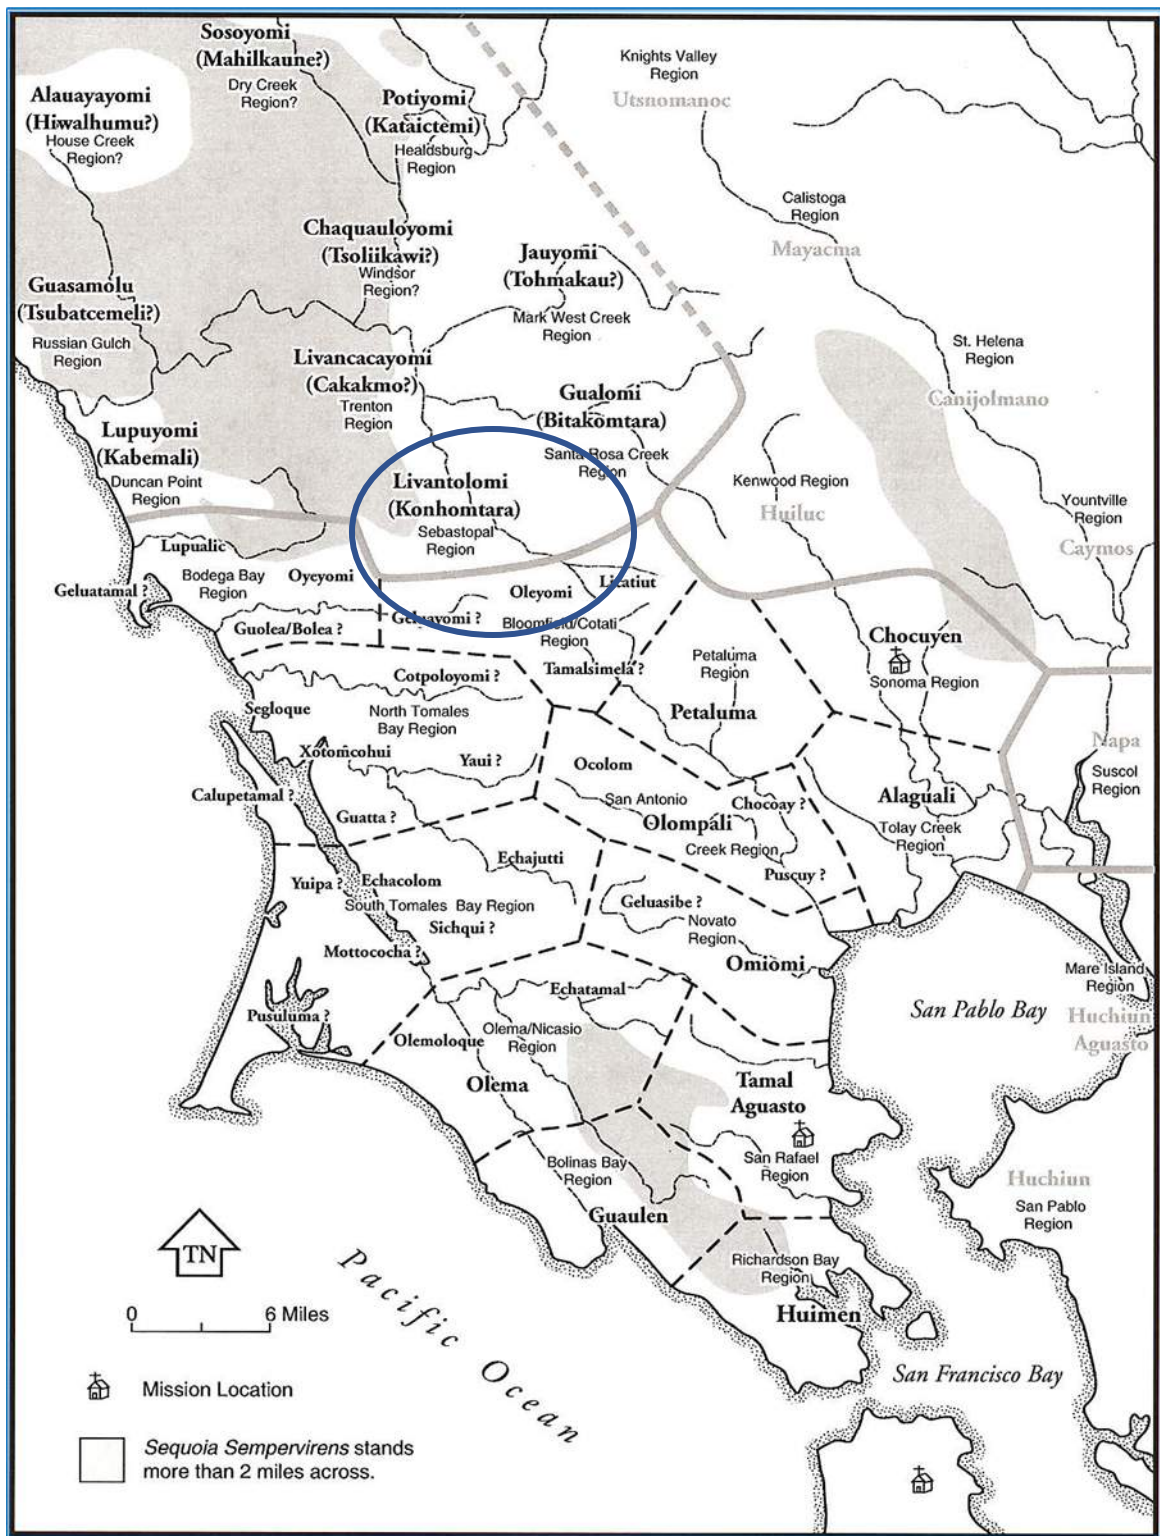 Sosoyomi
(Mahilkaune?)
Dry Creek
Region?
Knights Valley
Region
Utsnomanoc
Alauayayomi
(Hiwalhumu?)
House Creek
Region?
Potiyomi
(Kataictemi)
Healdsburg
Region
Calistoga
Region
Mayacma
Chaquauloyomi
(Tsoliikawi?)
Windsor
Region?
Jauyomi
(Tohmakau?)
Mark West Creek
Region
Guasamolu
(Tsubatcemeli?)
Russian Gulch
Region
Livancacayomi
(Cakakmo?)
Trenton
Region
St. Helena
Region
Canijolmano
Gualomi
(Bitakomtara)
Santa Rosa Creek
Region
Lupuyomi
(Kabemali)
Duncan Point
Region
Livantolomi
(Konhomtara)
Sebastopal
Region
Kenwood Region
Huiluc
Yountville
Region
Caymos
Lupualic
Bodega Bay
Region
Oyeyomi
Geluatamal ?
Oleyomi
Licatiut
Guolea/Bolea ?
Geluayomi ?
Bloomfield/Cotati
Region
Chocuyen
Sonoma Region
Petaluma
Region
Petaluma
Tamalsimela ?
Cotpoloyomi ?
Segloque
North Tomales
Bay Region
Xotomcohui
Yaui ?
Ocolom
Napa
Suscol
Region
Calupetamal ?
Guatta ?
San Antonio
Olompali
Creek Region
Chocoay ?
Alaguali
Tolay Creek
Region
Puscuy ?
Echajutti
Yuipa ?
Echacolom
South Tomales Bay Region
Sichqui ?
Geluasibe ?
Novato
Region
Omiomi
Mottococha ?
Echatamal
Mare Island
Region
Huchiun
Aguasto
San Pablo Bay
Pusuluma ?
Olemoloque
Olema/Nicasio
Region
Olema
Tamal
Aguasto
San Rafael
Region
Bolinas Bay
Region
Guaulen
Huchiun
San Pablo
Region
Richardson Bay
Region
Huimen
TN
0 6 Miles
Pacific Ocean
San Francisco Bay
Mission Location
Sequoia Sempervirens stands
more than 2 miles across.